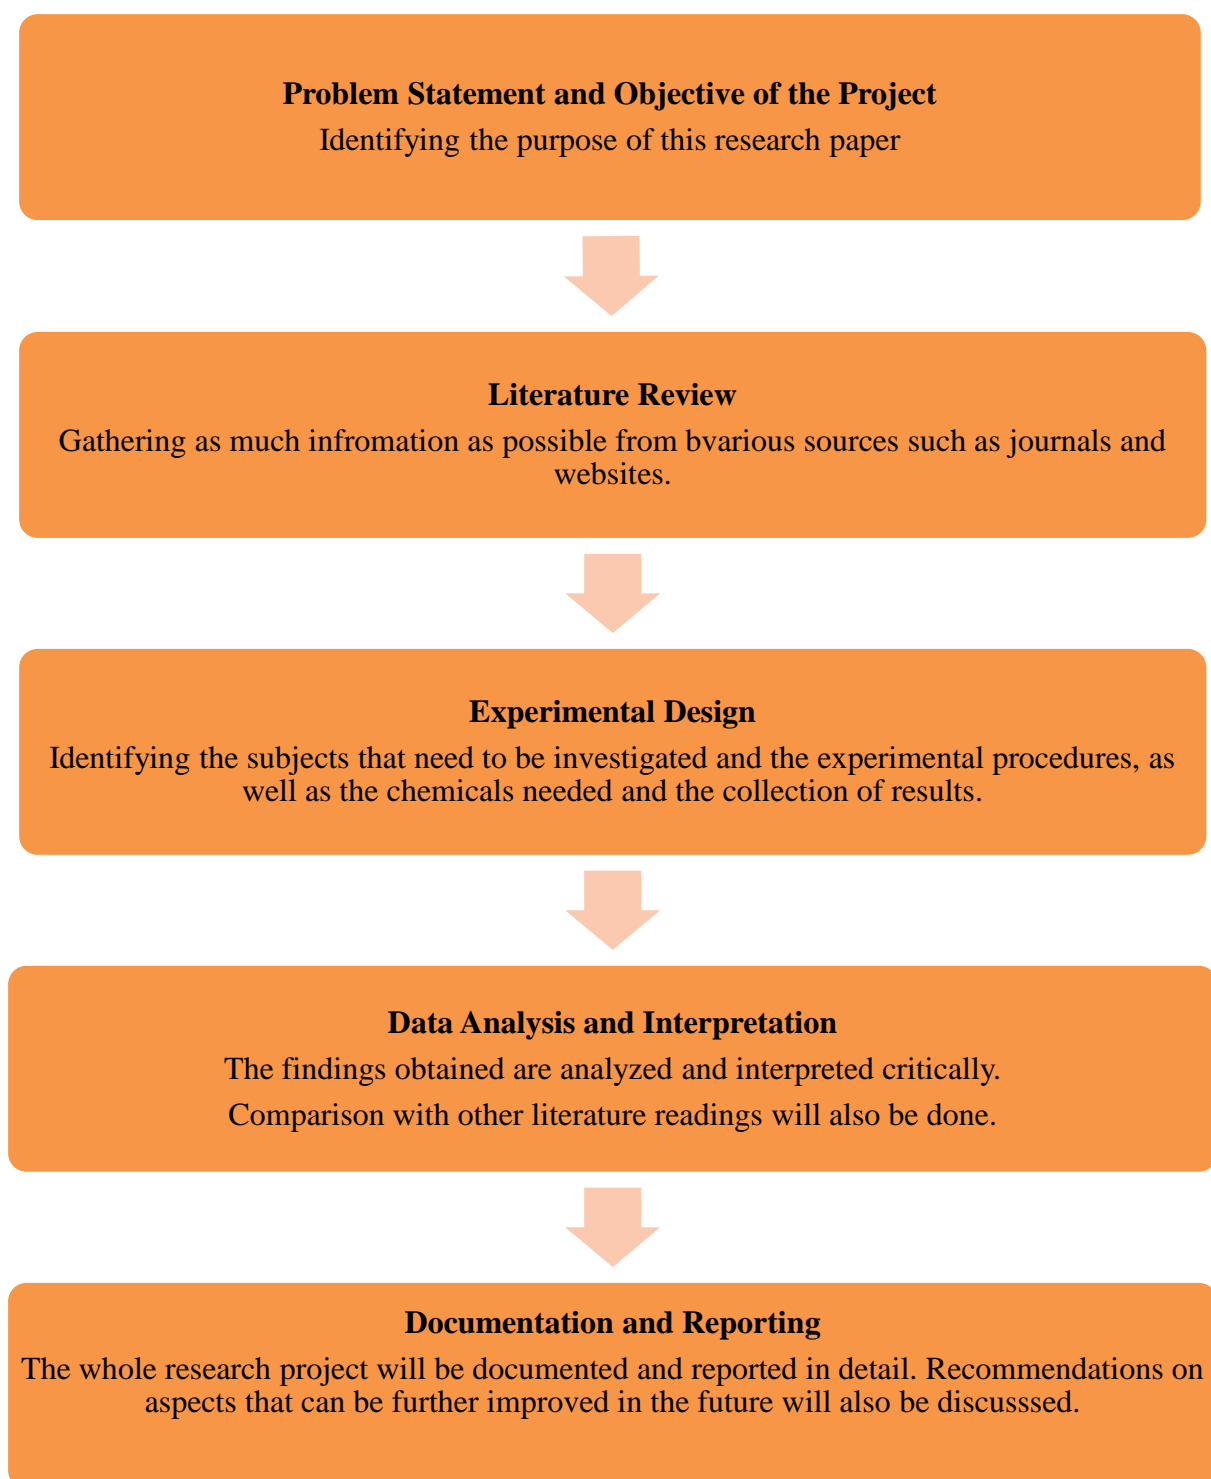 Problem Statement and Objective of the Project
Identifying the purpose of this research paper
Literature Review
Gathering as much infromation as possible from bvarious sources such as journals and
websites.
Experimental Design
Identifying the subjects that need to be investigated and the experimental procedures, as
well as the chemicals needed and the collection of results.
Data Analysis and Interpretation
The findings obtained are analyzed and interpreted critically.
Comparison with other literature readings will also be done.
Documentation and Reporting
The whole research project will be documented and reported in detail. Recommendations on
aspects that can be further improved in the future will also be discusssed.